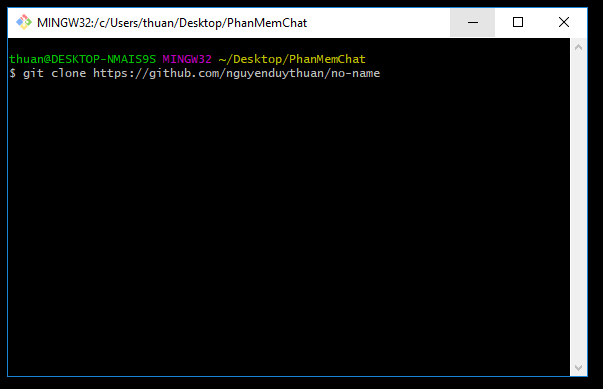 MINGW32:/c/Users/thuan/Desktop/PhanMemChat
thuan@DESKTOP-NMAIS9S MINGW32 ~/Desktop/PhanMemChat
$ git clone https://github.com/nguyenduythuan/no-name